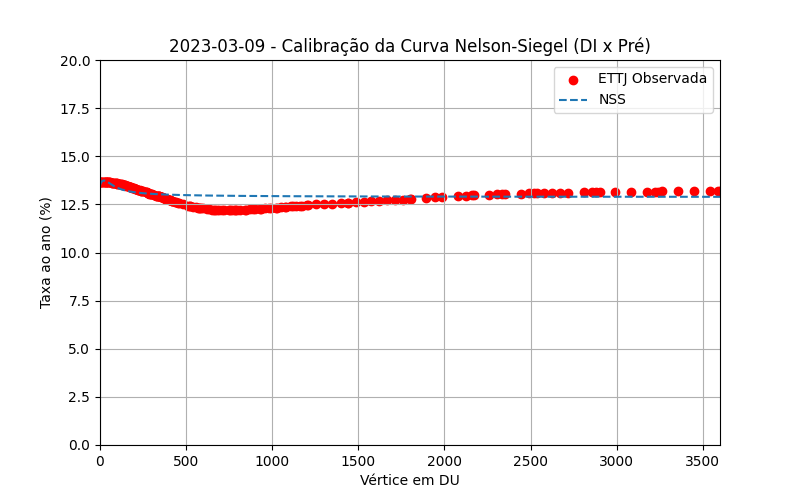 2023-03-09 - Calibração da Curva Nelson-Siegel (DI x Pré)
ETTJ Observada
NSS
Taxa ao ano (%)
20.0
17.5
15.0
12.5
10.0
7.5
5.0
2.5
0.0
0 500 1000 1500 2000 2500 3000 3500
Vértice em DU